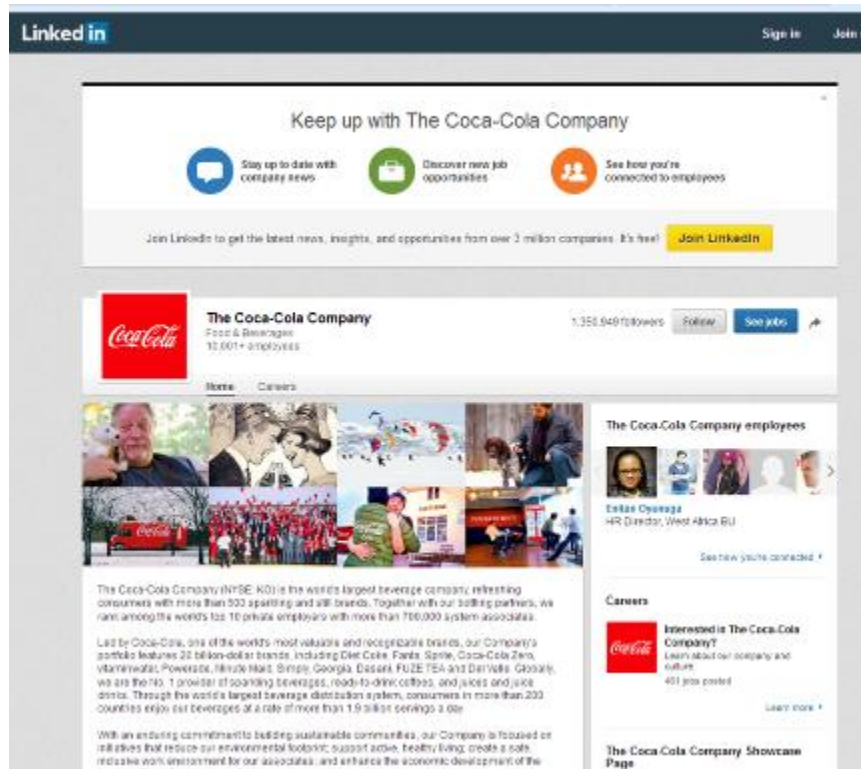 Linked in
Sign in
Join
Keep up with The Coca-Cola Company
Stay up to date with
company news
Discover new job
opportunities
See how you're
connected to employees
Join LinkedIn to get the latest news, insights, and opportunities from over 3 million companies. It's free!
Join LinkedIn
Coca-Cola
The Coca-Cola Company
Food & Beverages
10,001+ employees
followers
Follow
See jobs
Home
Careers
The Coca-Cola Company (NYSE: KO) is the world's largest beverage company, refreshing
consumers with more than 500 sparkling and still brands. Together with our bottling partners, we
rank among the world's top 10 private employers with more than 700,000 system associates.
Led by Coca-Cola, one of the world's most valuable and recognizable brands, our Company's
portfolio features 20 billion-dollar brands, including Diet Coke, Fanta, Sprite, Coca-Cola Zero,
vitaminwater, Powerade, Minute Maid, Simply, Georgia, Dasani, FUZE TEA and Del Valle. Globally,
we are the No. 1 provider of sparkling beverages, ready-to-drink coffees, and juices and juice
drinks. Through the world's largest beverage distribution system, consumers in more than 200
countries enjoy our beverages at a rate of more than 1.9 billion servings a day.
With an enduring commitment to building sustainable communities, our Company is focused on
initiatives that reduce our environmental footprint; support active, healthy living; create a safe,
inclusive work environment for our associates; and enhance the economic development of the
The Coca-Cola Company employees
HR Director, West Africa BU
See how you're connected
Careers
Coca-Cola
Interested in The Coca-Cola
Company?
Learn about our company and
culture.
jobs posted
Learn more
The Coca-Cola Company Showcase
Page